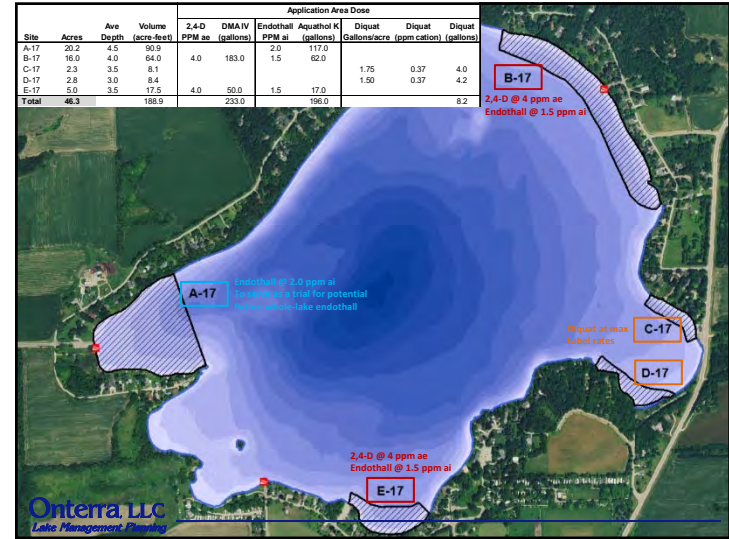 Application Area Dose
Ave Volume 2,4-D DMA IV Endothall Aquathol K Diquat Diquat Diquat
Site Acres Depth (acre-feet) PPM ae (gallons) PPM ai (gallons) Gallons/acre (ppm cation) (gallons)
A-17 20.2 4.5 90.9 2.0 117.0
B-17 16.0 4.0 64.0 4.0 183.0 1.5 62.0
C-17 2.3 3.5 8.1 1.75 0.37 4.0
D-17 2.8 3.0 8.4 1.50 0.37 4.2
E-17 5.0 3.5 17.5 4.0 50.0 1.5 17.0
Total 46.3 188.9 233.0 196.0 8.2
B-17
2,4-D @ 4 ppm ae
Endothall @ 1.5 ppm ai
A-17
Endothall @ 2.0 ppm ai
To serve as a trial for potential
future whole-lake endothall
Diquat at max
Label rates
C-17
D-17
2,4-D @ 4 ppm ae
Endothall @ 1.5 ppm ai
E-17
Onterra, LLC
Lake Management Planning